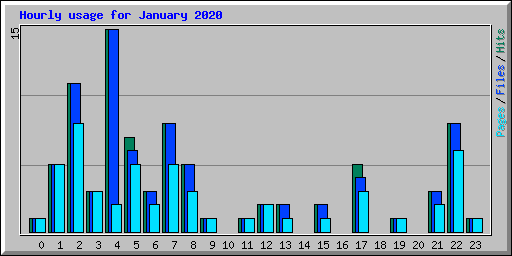 Hourly usage for January 2020
15
Pages/Files/Hits
0 1 2 3 4 5 6 7 8 9 10 11 12 13 14 15 16 17 18 19 20 21 22 23